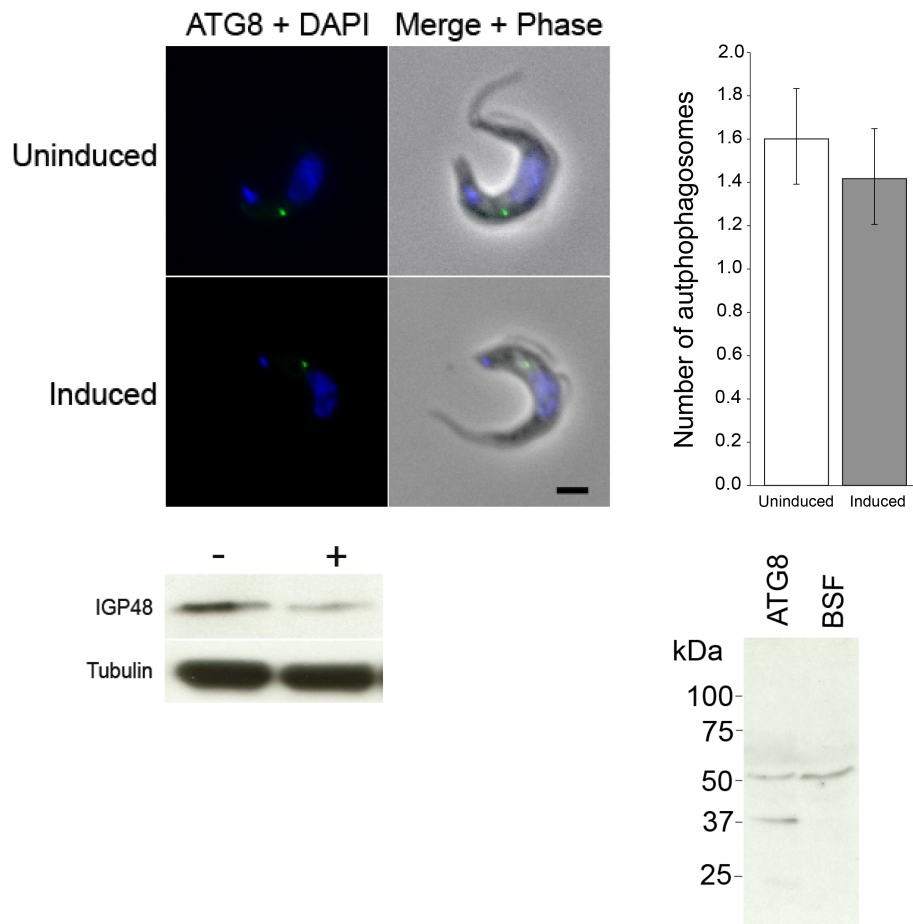 ATG8 + DAPI Merge + Phase
Uninduced
Induced
Number of autphagosomes
2.0
1.8
1.6
1.4
1.2
1.0
0.8
0.6
0.4
0.2
0.0
Uninduced Induced
- +
IGP48
Tubulin
ATG8 BSF
kDa
100
75
50
37
25